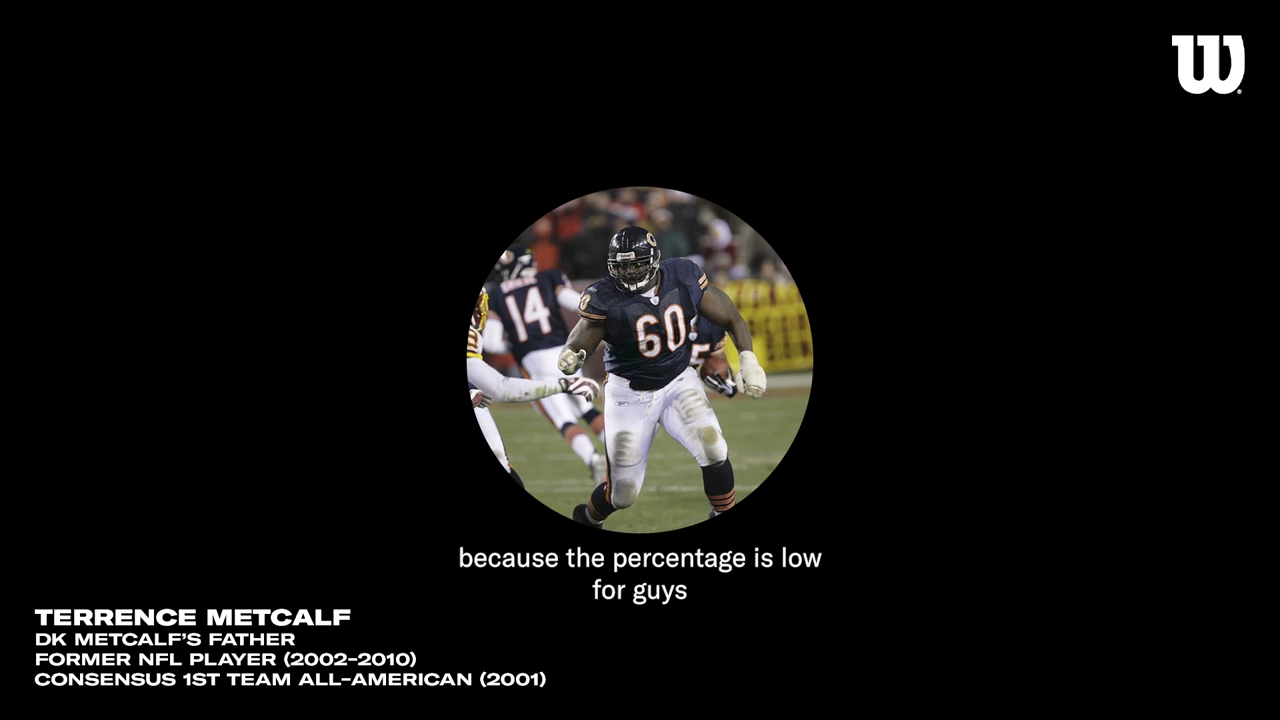 W
14
60
because the percentage is low
for guys
TERRENCE METCALF
DK METCALF'S FATHER
FORMER NFL PLAYER (2002-2010)
CONSENSUS 1ST TEAM ALL-AMERICAN (2001)